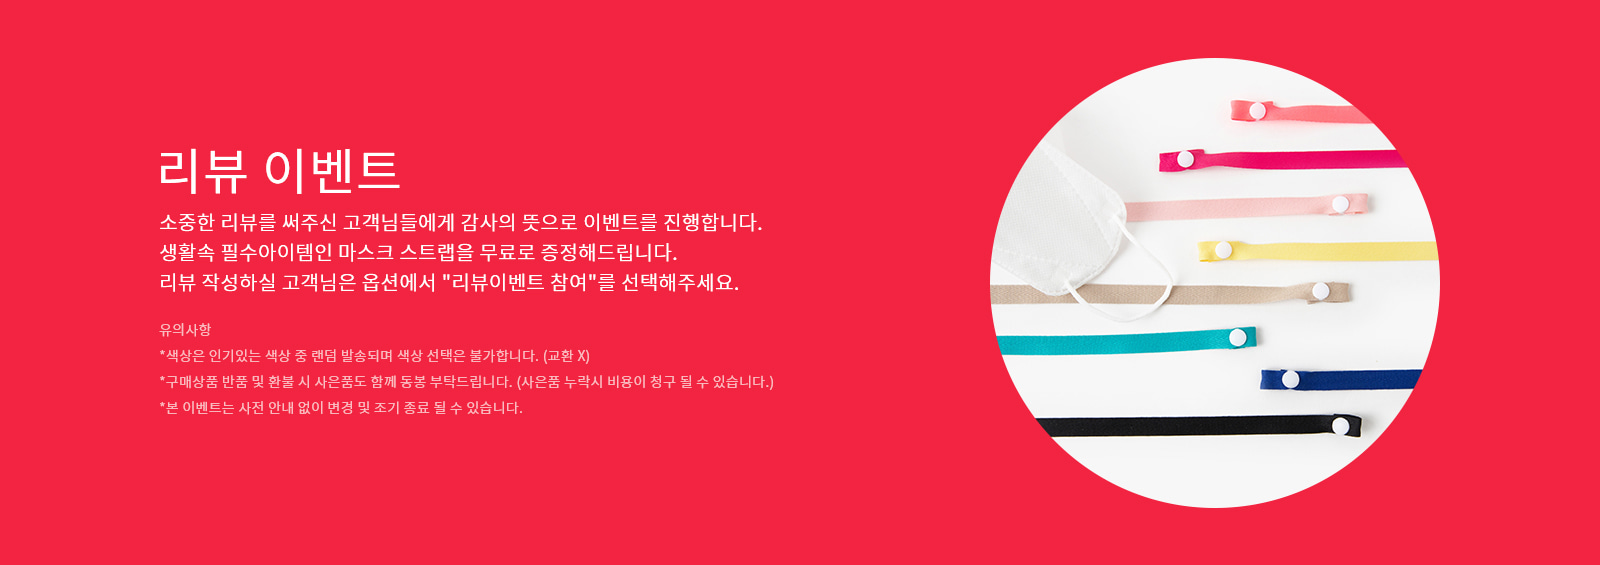 리뷰 이벤트
소중한 리뷰를 써주신 고객님들에게 감사의 뜻으로 이벤트를 진행합니다.
생활속 필수아이템인 마스크 스트랩을 무료로 증정해드립니다.
리뷰 작성하실 고객님은 옵션에서 "리뷰이벤트 참여"를 선택해주세요.
유의사항
*색상은 인기있는 색상 중 랜덤 발송되며 색상 선택은 불가합니다. (교환 X)
*구매상품 반품 및 환불 시 사은품도 함께 동봉 부탁드립니다. (사은품 누락시 비용이 청구 될 수 있습니다.)
*본 이벤트는 사전 안내 없이 변경 및 조기 종료 될 수 있습니다.